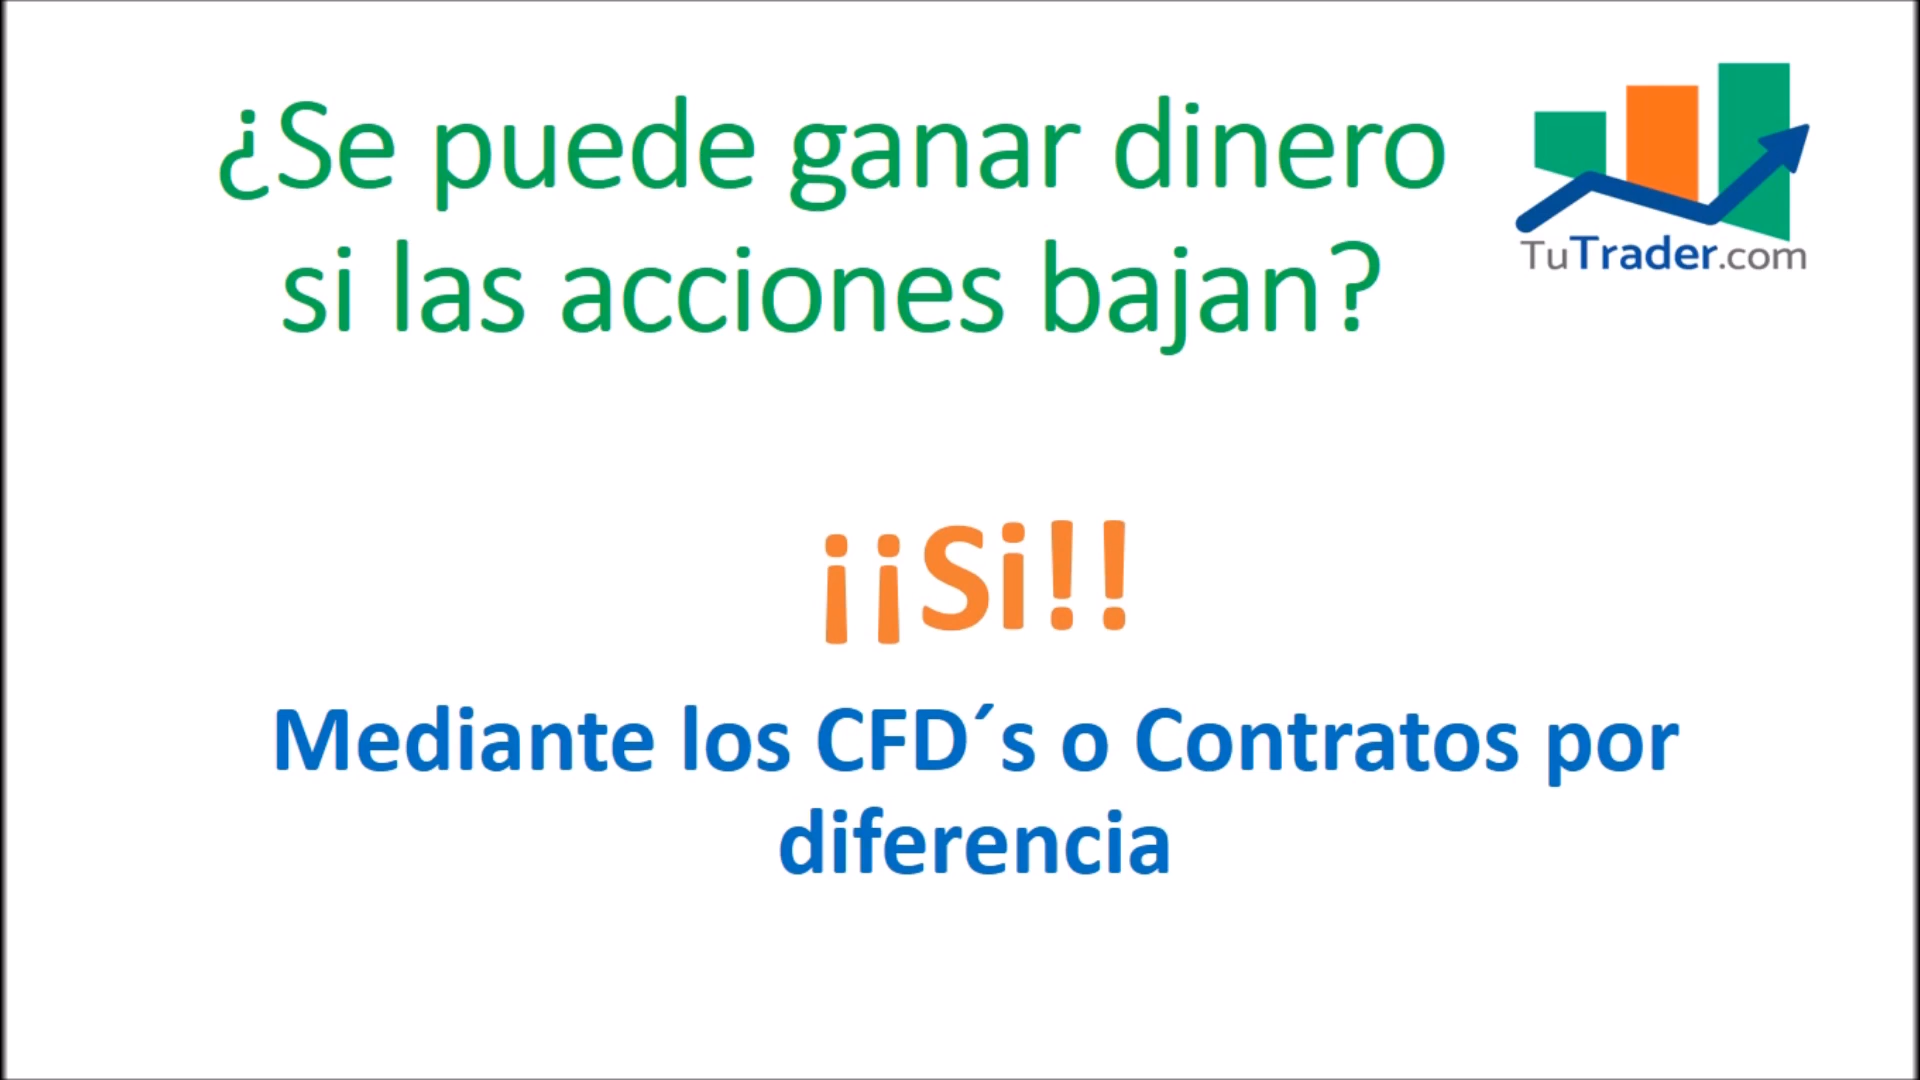 ¿Se puede ganar dinero
si las acciones bajan?
TuTrader.com
¡¡Si!!
Mediante los CFD´s o Contratos por
diferencia